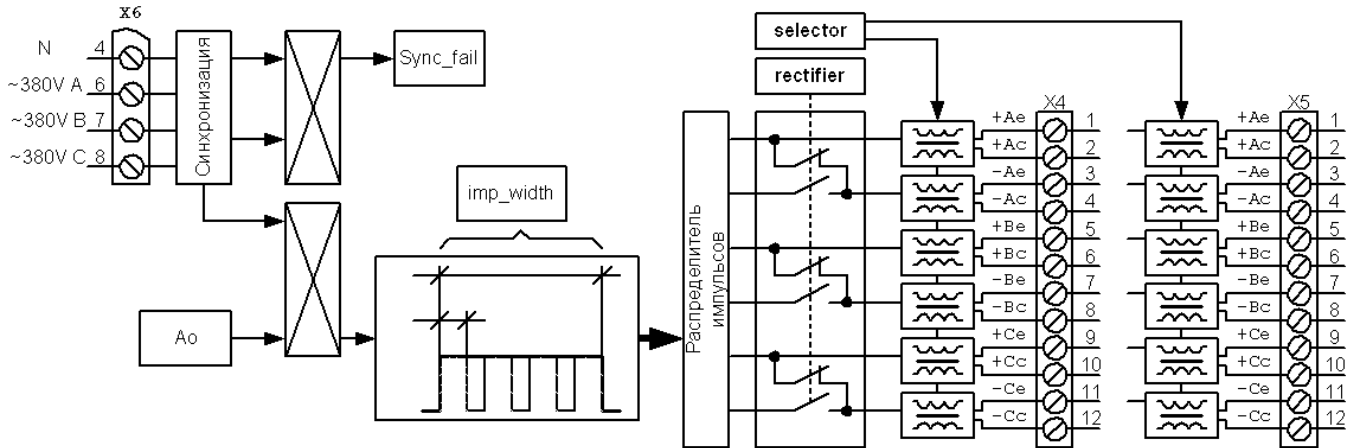 X6
N 4
~380V A 6
~380V B 7
~380V C 8
Синхронизация
Sync_fail
Ao
imp_width
Распределитель
импульсов
selector
rectifier
X4
+Ae 1
+Ac 2
-Ae 3
-Ac 4
+Be 5
+Bc 6
-Be 7
-Bc 8
+Ce 9
+Cc 10
-Ce 11
-Cc 12
X5
+Ae 1
+Ac 2
-Ae 3
-Ac 4
+Be 5
+Bc 6
-Be 7
-Bc 8
+Ce 9
+Cc 10
-Ce 11
-Cc 12